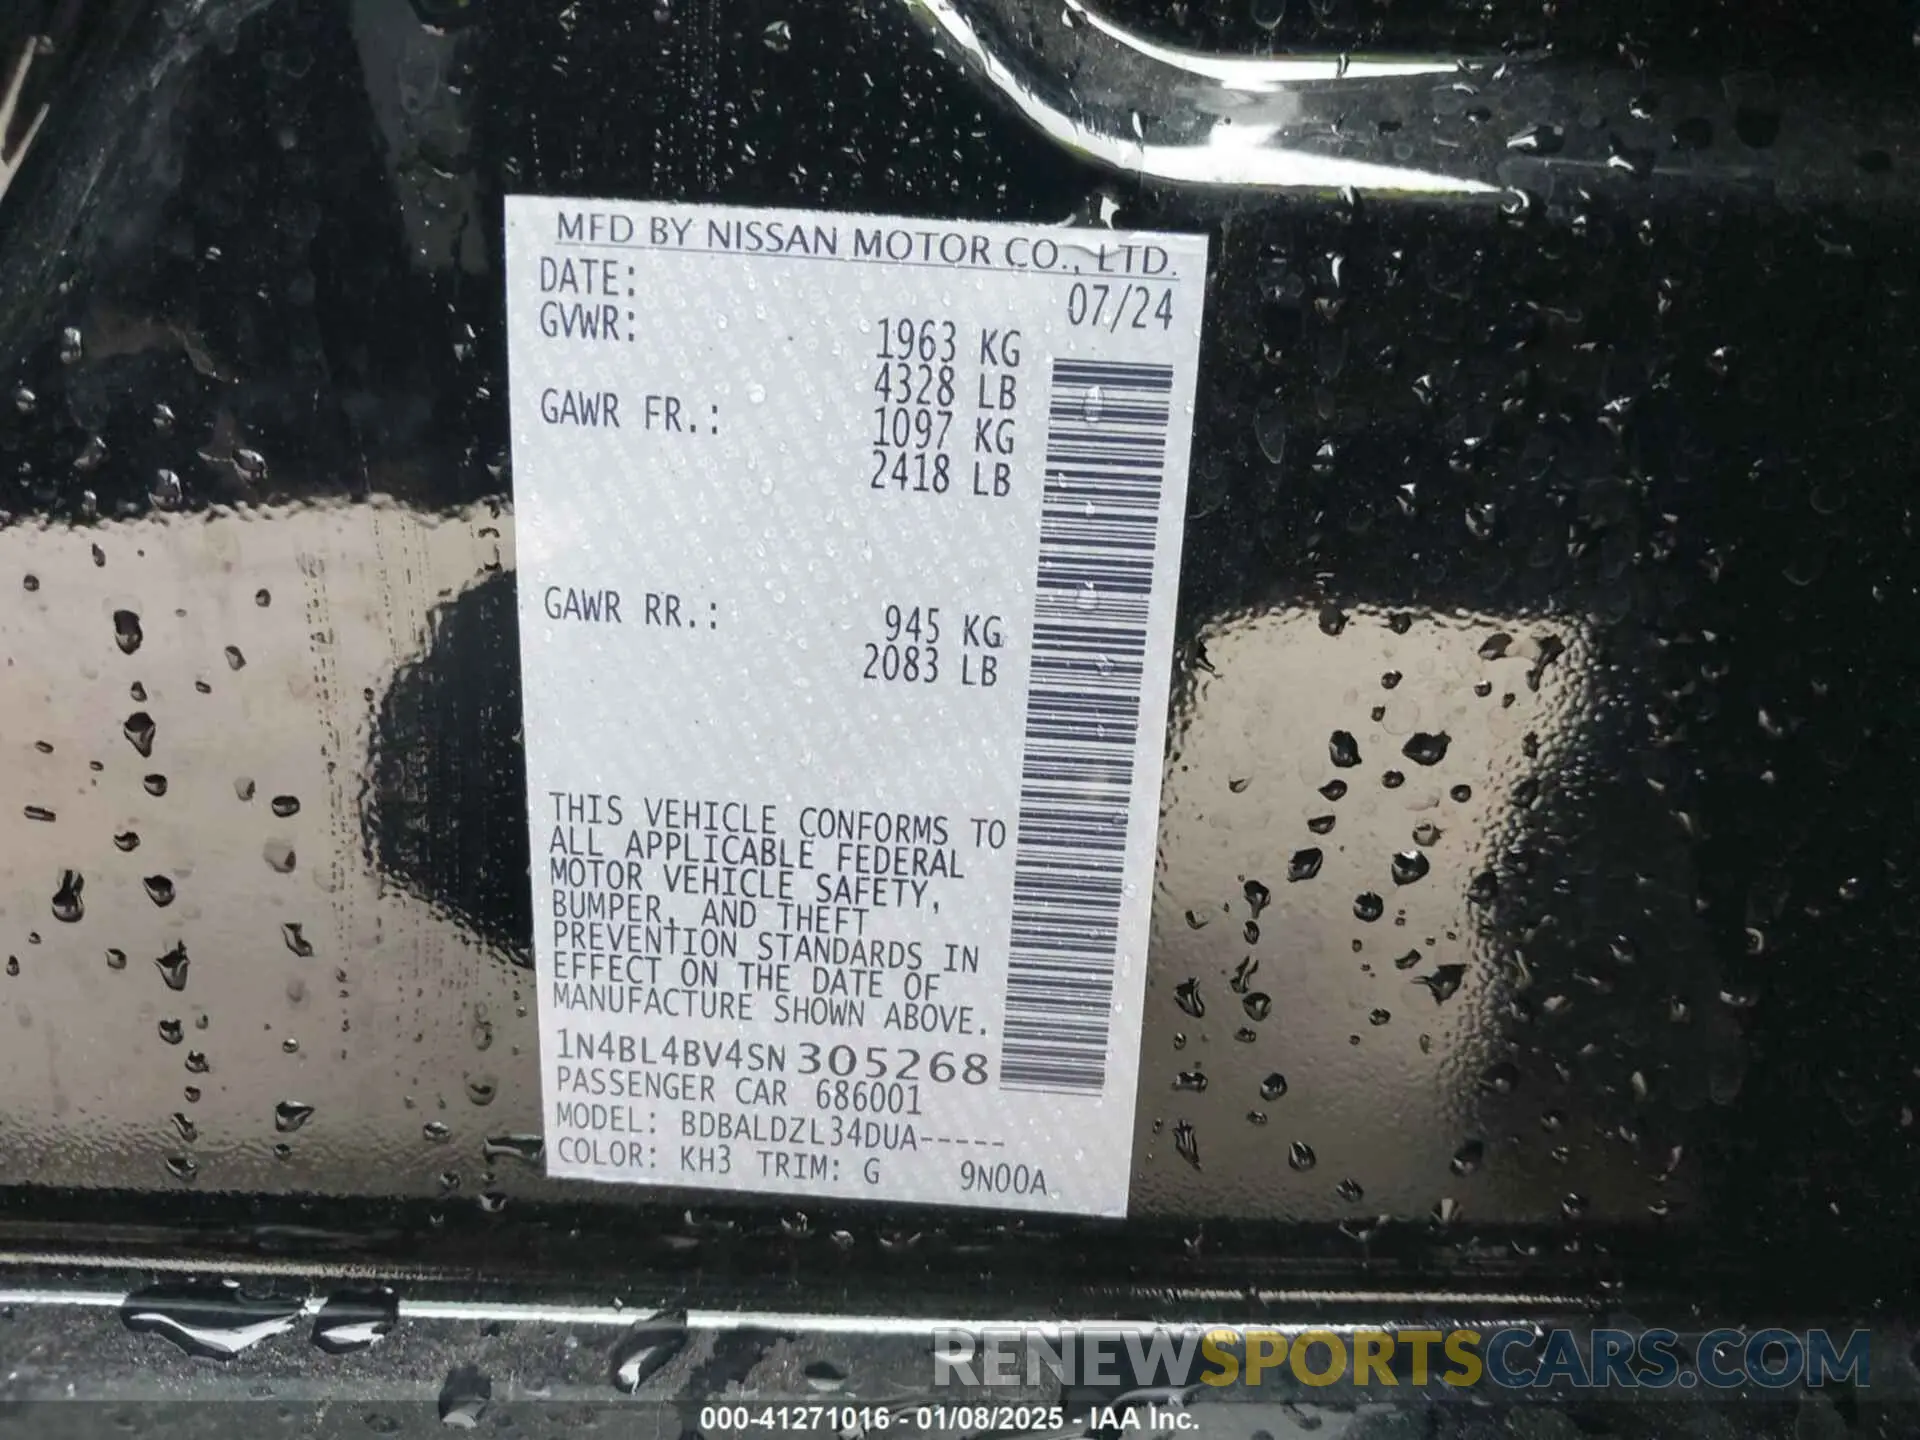 MFD BY NISSAN MOTOR CO., LTD.
DATE: 07/24
GVWR: 1963 KG
4328 LB
GAWR FR.: 1097 KG
2418 LB
GAWR RR.: 945 KG
2083 LB
THIS VEHICLE CONFORMS TO
ALL APPLICABLE FEDERAL
MOTOR VEHICLE SAFETY,
BUMPER, AND THEFT
PREVENTION STANDARDS IN
EFFECT ON THE DATE OF
MANUFACTURE SHOWN ABOVE.
1N4BL4BV4SN305268
PASSENGER CAR 686001
MODEL: BDBALDZL34DUA-----
COLOR: KH3 TRIM: G 9N00A
RENEWSPORTSCARS.COM
000-41271016 - 01/08/2025 - IAA Inc.